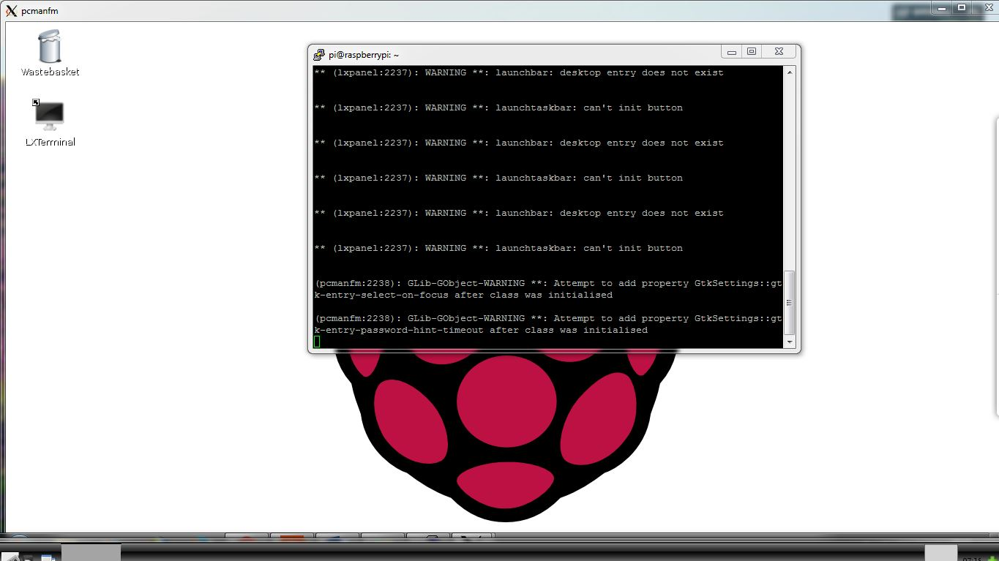 pcmanfm
Wastebasket
LXTerminal
pi@raspberrypi: ~
** (lxpanel:2237): WARNING **: launchbar: desktop entry does not exist
** (lxpanel:2237): WARNING **: launchtaskbar: can't init button
** (lxpanel:2237): WARNING **: launchbar: desktop entry does not exist
** (lxpanel:2237): WARNING **: launchtaskbar: can't init button
** (lxpanel:2237): WARNING **: launchbar: desktop entry does not exist
** (lxpanel:2237): WARNING **: launchtaskbar: can't init button
(pcmanfm:2238): GLib-GObject-WARNING **: Attempt to add property GtkSettings::gt
k-entry-select-on-focus after class was initialised
(pcmanfm:2238): GLib-GObject-WARNING **: Attempt to add property GtkSettings::gt
k-entry-password-hint-timeout after class was initialised